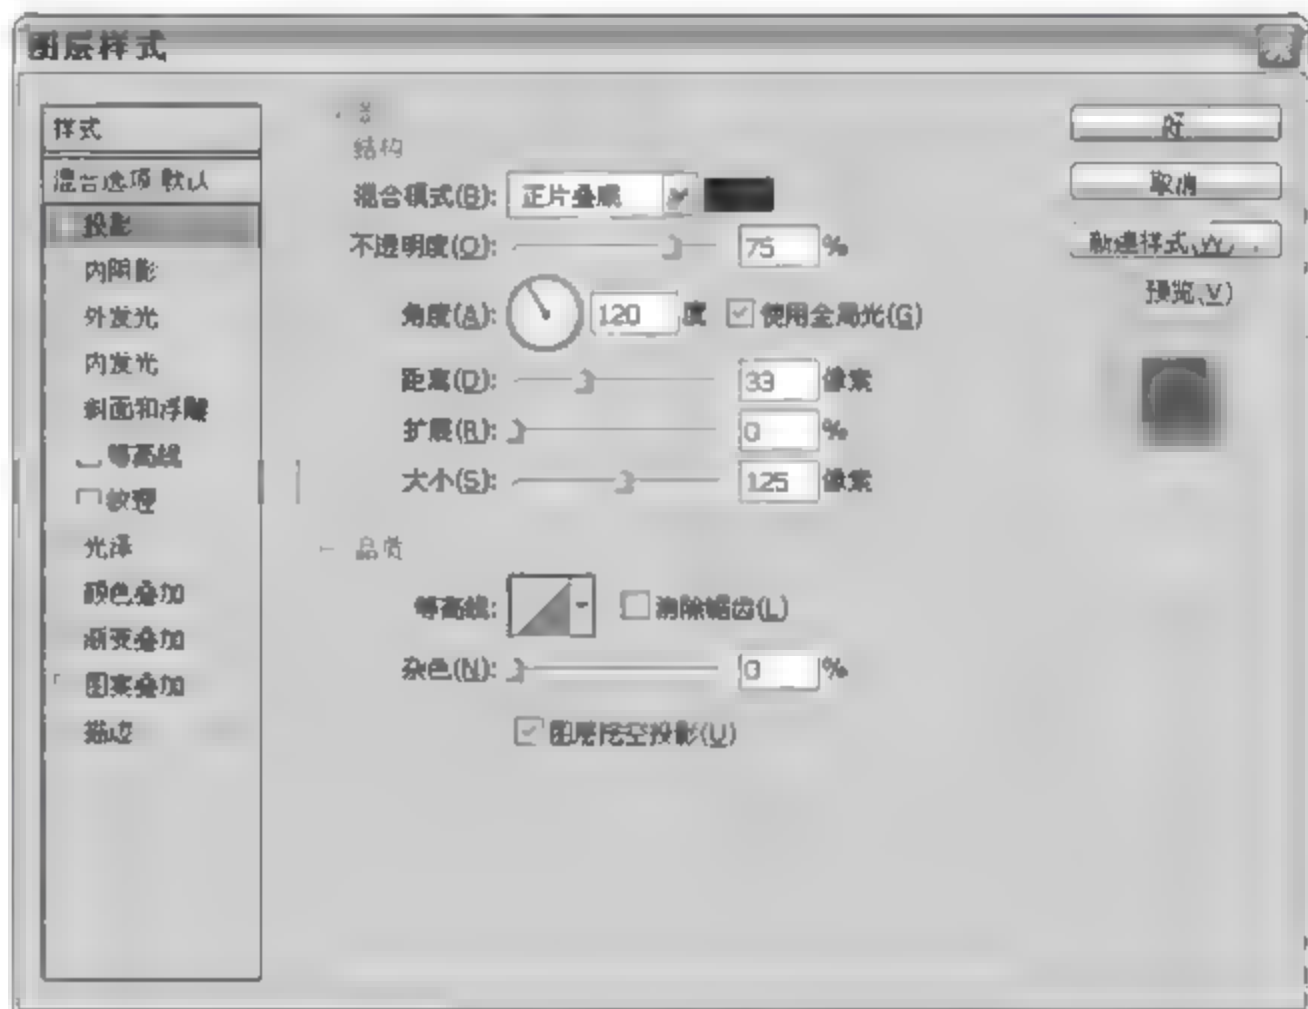 图层样式
样式
混合选项 默认
投影
内阴影
外发光
内发光
斜面和浮雕
等高线
纹理
光泽
颜色叠加
渐变叠加
图案叠加
描边
结构
混合模式(B): 正片叠底
不透明度(O): 75 %
角度(A): 120 度 使用全局光(G)
距离(D): 33 像素
扩展(R): 0 %
大小(S): 125 像素
品质
等高线: 消除锯齿(L)
杂色(N): 0 %
图层挖空投影(U)
好
取消
新建样式(W)
预览(V)